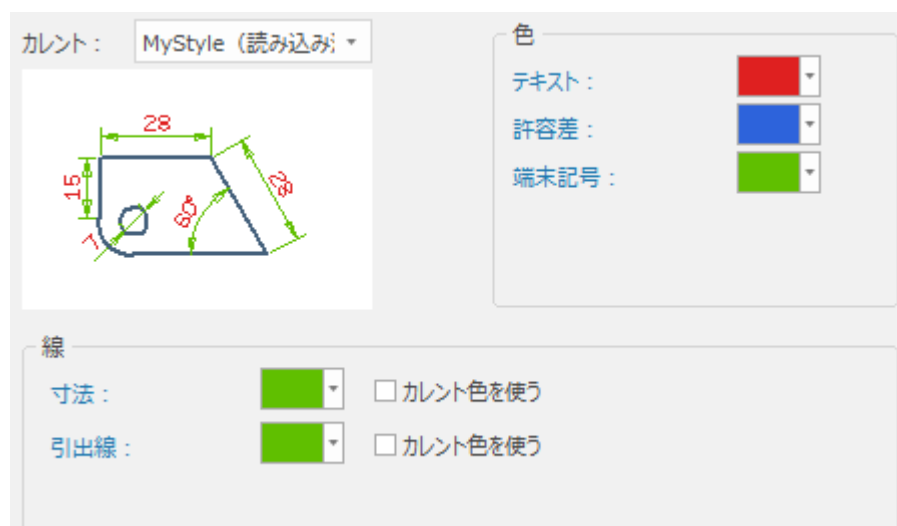 カレント：
MyStyle（読み込み
28
15
28
60°
7
色
テキスト：
許容差：
端末記号：
線
寸法：
カレント色を使う
引出線：
カレント色を使う